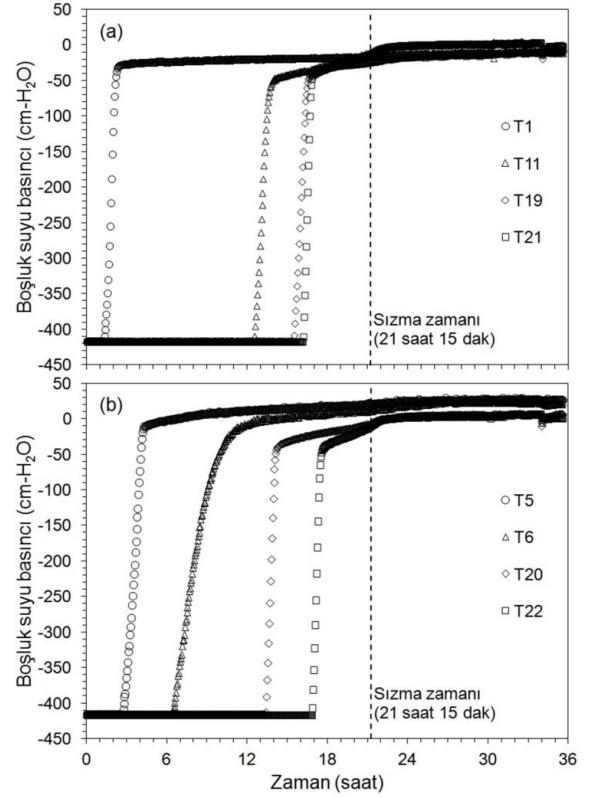 50
(a)
0
-50
-100
-150
-200
-250
-300
-350
-400
-450
Boşluk suyu basıncı (cm-H₂O)
T1
T11
T19
T21
Sızma zamanı
(21 saat 15 dak)
50
(b)
0
-50
-100
-150
-200
-250
-300
-350
-400
-450
Boşluk suyu basıncı (cm-H₂O)
T5
T6
T20
T22
Sızma zamanı
(21 saat 15 dak)
0 6 12 18 24 30 36
Zaman (saat)